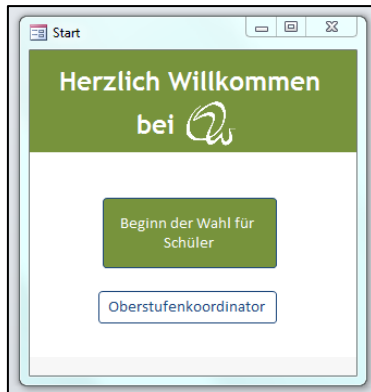 Start
Herzlich Willkommen
bei
Beginn der Wahl für
Schüler
Oberstufenkoordinator